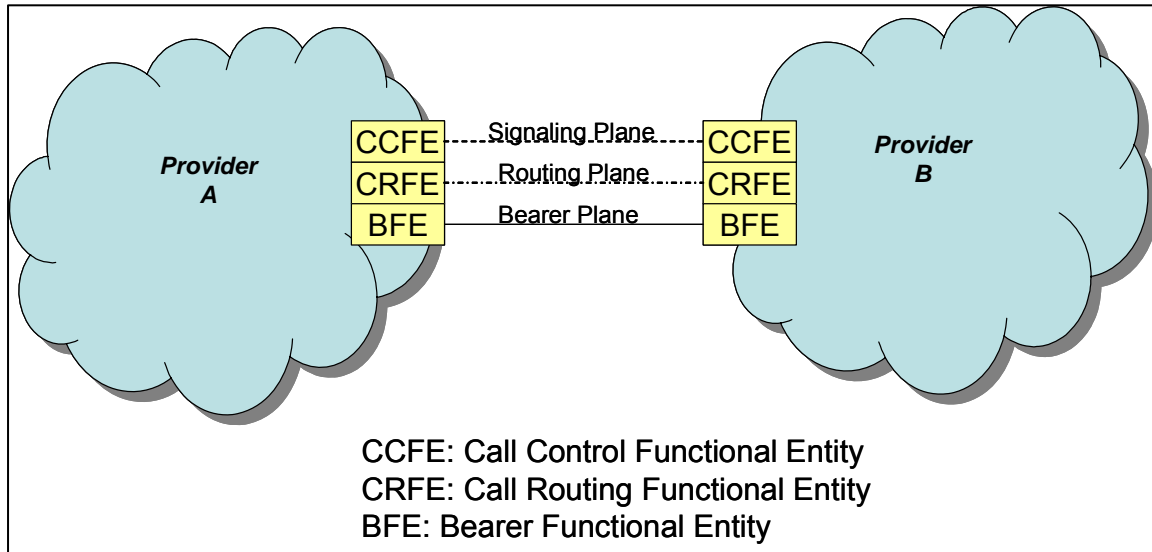 Provider
A
CCFE
CRFE
BFE
Signaling Plane
Routing Plane
Bearer Plane
CCFE
CRFE
BFE
Provider
B
CCFE: Call Control Functional Entity
CRFE: Call Routing Functional Entity
BFE: Bearer Functional Entity